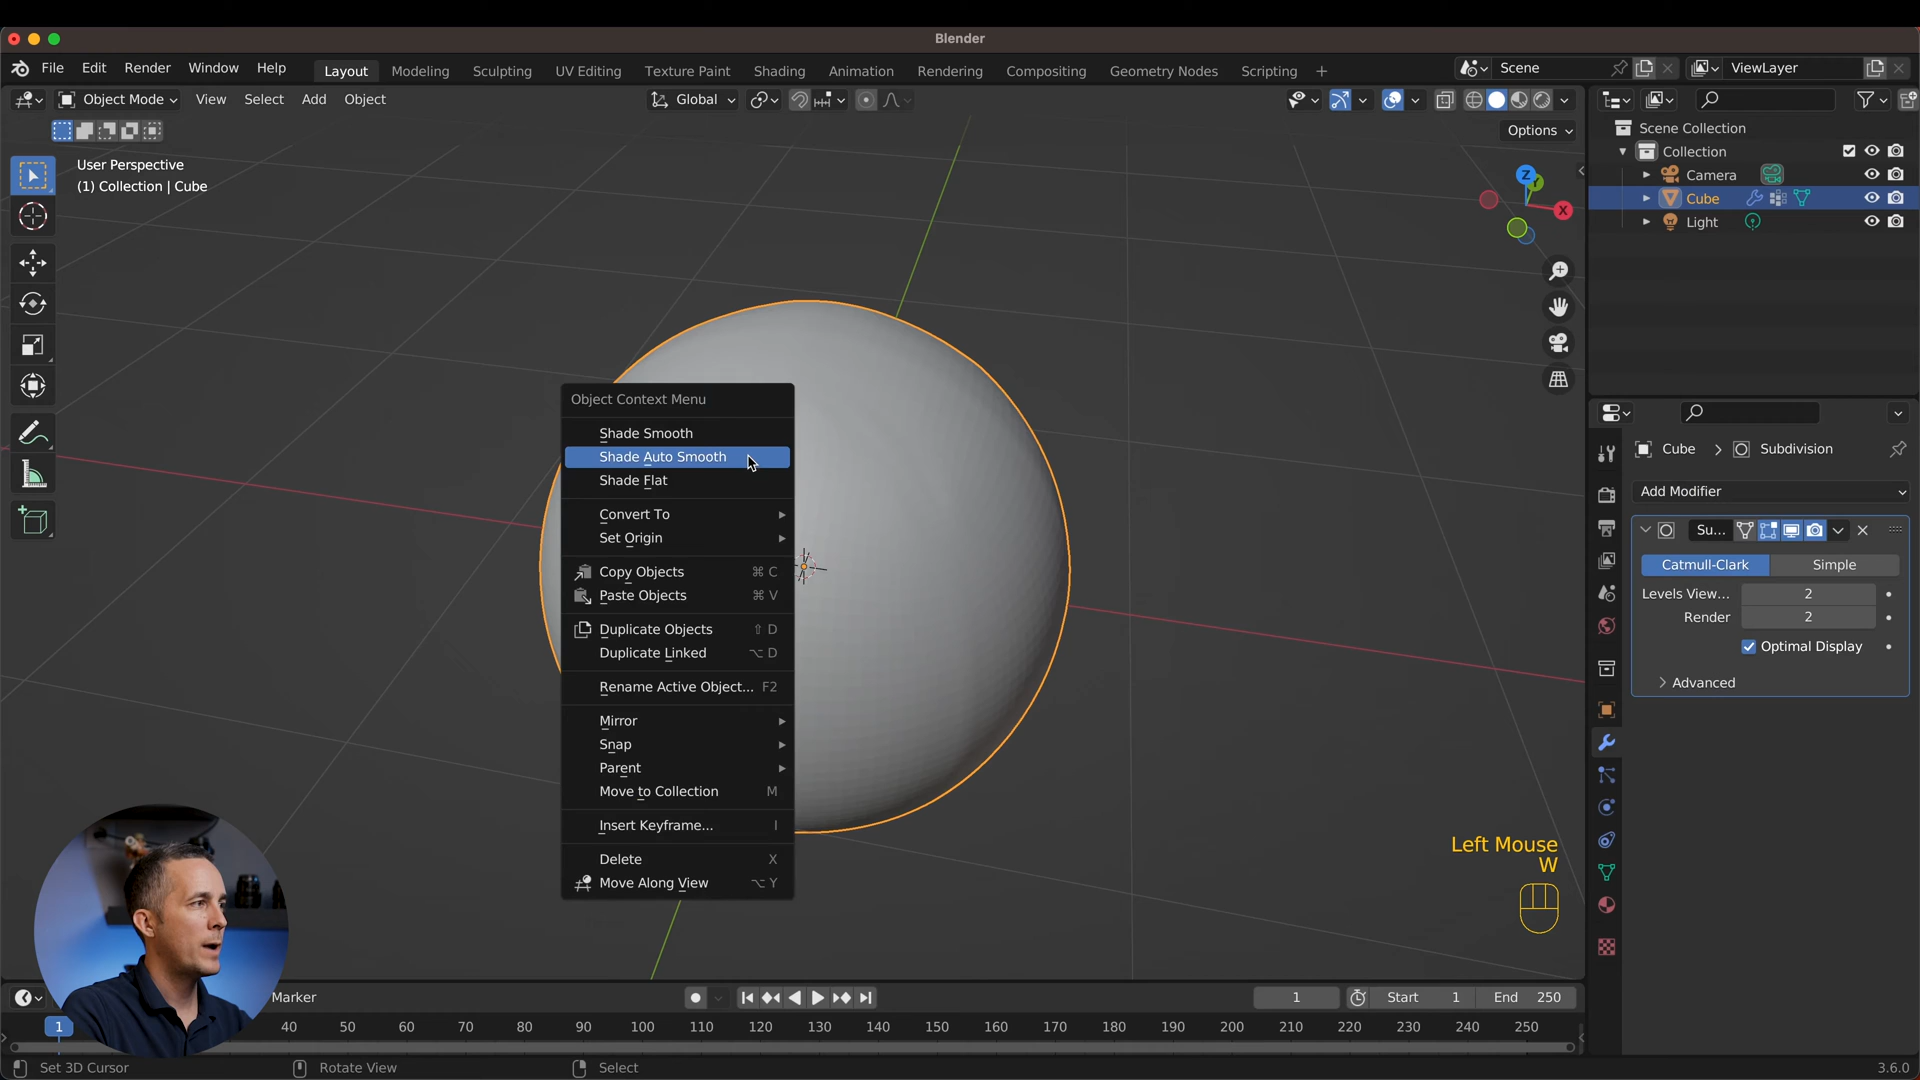 Blender
File Edit Render Window Help
Layout Modeling Sculpting UV Editing Texture Paint Shading Animation Rendering Compositing Geometry Nodes Scripting +
Scene
ViewLayer
Object Mode View Select Add Object
Global
Options
User Perspective
(1) Collection | Cube
Z
Y
X
Scene Collection
Collection
Camera
Cube
Light
Cube > Subdivision
Add Modifier
Su...
Catmull-Clark Simple
Levels View... 2
Render 2
Optimal Display
Advanced
Object Context Menu
Shade Smooth
Shade Auto Smooth
Shade Flat
Convert To
Set Origin
Copy Objects ⌘ C
Paste Objects ⌘ V
Duplicate Objects ⇧ D
Duplicate Linked ⌥ D
Rename Active Object... F2
Mirror
Snap
Parent
Move to Collection M
Insert Keyframe... I
Delete X
Move Along View ⌥ Y
Left Mouse
W
Marker
1
Start 1
End 250
1 40 50 60 70 80 90 100 110 120 130 140 150 160 170 180 190 200 210 220 230 240 250
Set 3D Cursor Rotate View Select
3.6.0